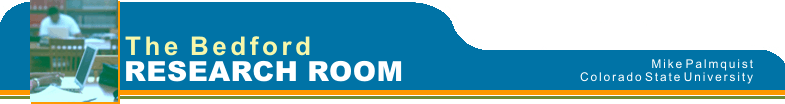 The Bedford
RESEARCH ROOM
Mike Palmquist
Colorado State University